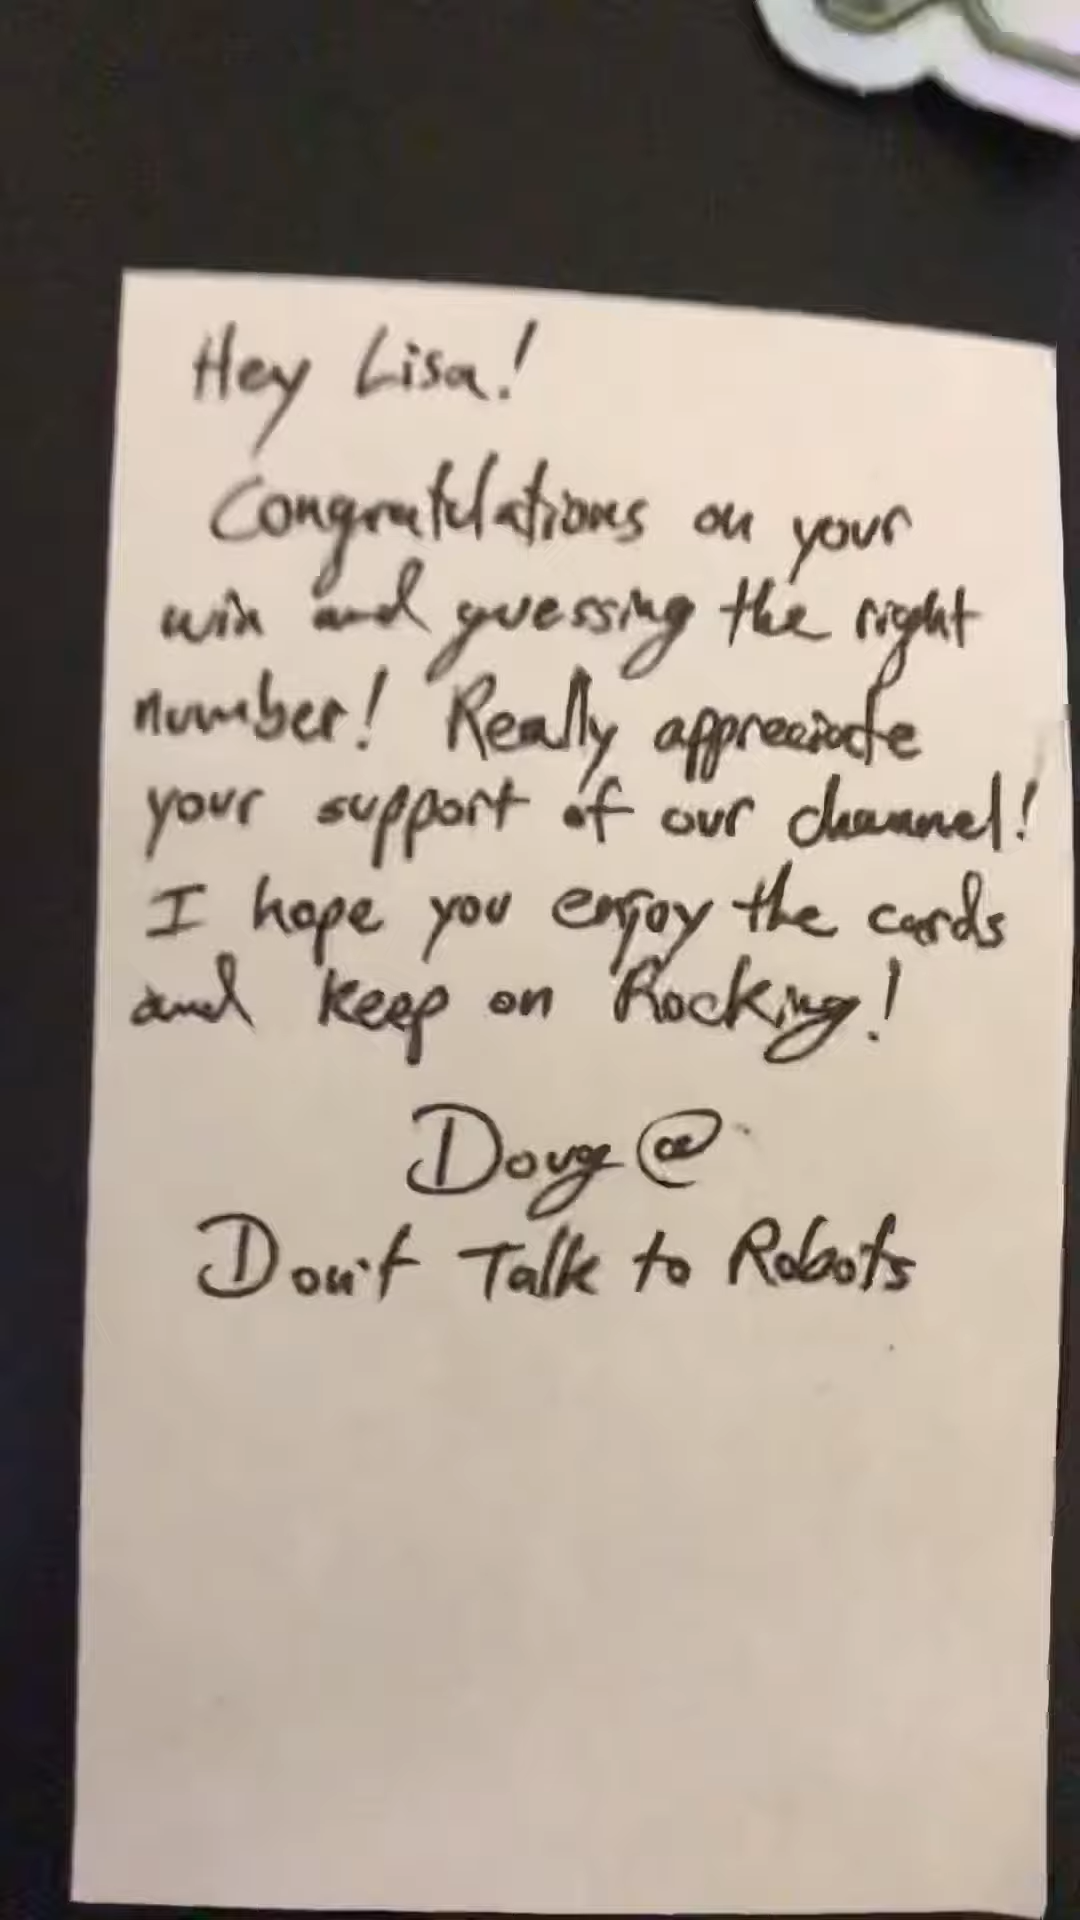 Hey Lisa!
Congratulations on your
win and guessing the right
number! Really appreciate
your support of our channel!
I hope you enjoy the cards
and keep on Rocking!
Doug @
Don't Talk to Robots